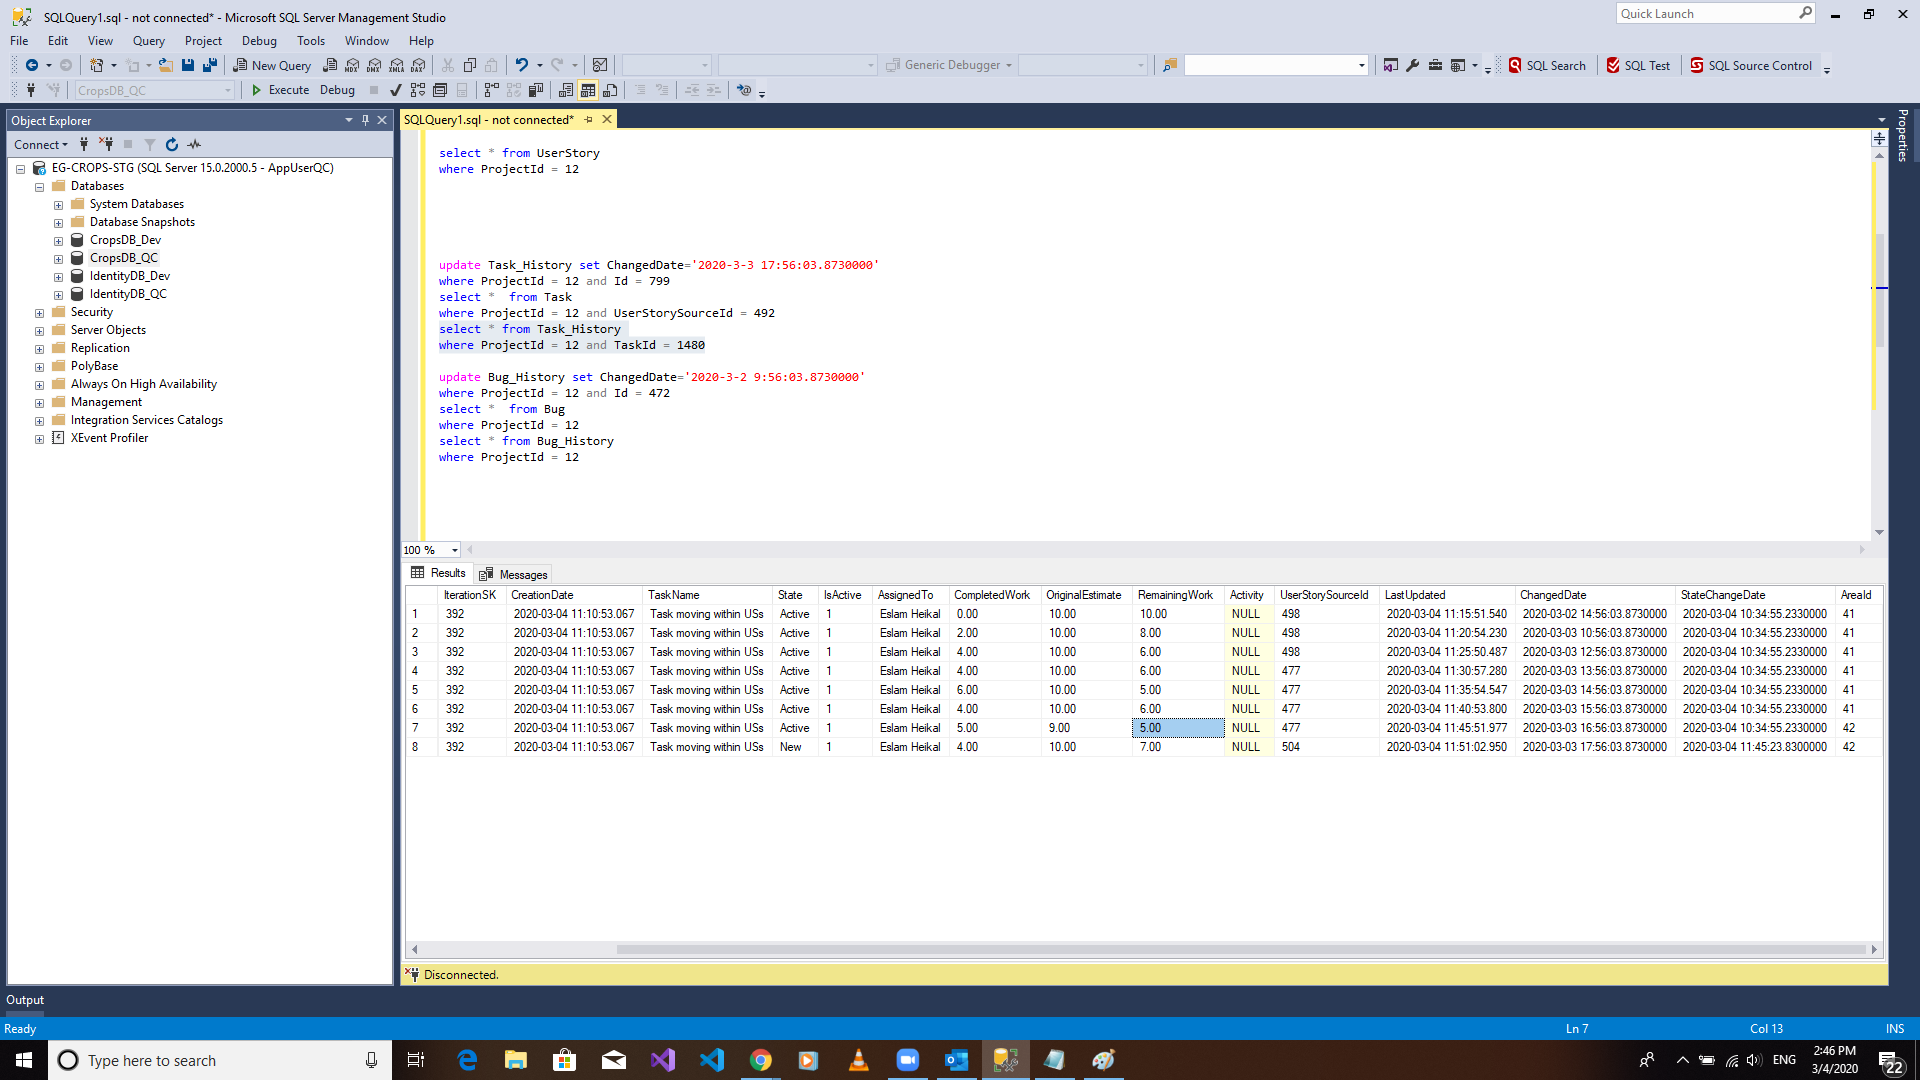 SQLQuery1.sql - not connected* - Microsoft SQL Server Management Studio
Quick Launch
File Edit View Query Project Debug Tools Window Help
New Query
MDX DMX XMLA DAX
Generic Debugger
SQL Search SQL Test SQL Source Control
CropsDB_QC
Execute Debug
Object Explorer
Connect
EG-CROPS-STG (SQL Server 15.0.2000.5 - AppUserQC)
Databases
System Databases
Database Snapshots
CropsDB_Dev
CropsDB_QC
IdentityDB_Dev
IdentityDB_QC
Security
Server Objects
Replication
PolyBase
Always On High Availability
Management
Integration Services Catalogs
XEvent Profiler
SQLQuery1.sql - not connected*
Properties
select * from UserStory
where ProjectId = 12
update Task_History set ChangedDate='2020-3-3 17:56:03.8730000'
where ProjectId = 12 and Id = 799
select *  from Task
where ProjectId = 12 and UserStorySourceId = 492
select * from Task_History
where ProjectId = 12 and TaskId = 1480
update Bug_History set ChangedDate='2020-3-2 9:56:03.8730000'
where ProjectId = 12 and Id = 472
select *  from Bug
where ProjectId = 12
select * from Bug_History
where ProjectId = 12
100 %
Results Messages
IterationSK CreationDate TaskName State IsActive AssignedTo CompletedWork OriginalEstimate RemainingWork Activity UserStorySourceId LastUpdated ChangedDate StateChangeDate AreaId
1 392 2020-03-04 11:10:53.067 Task moving within USs Active 1 Eslam Heikal 0.00 10.00 10.00 NULL 498 2020-03-04 11:15:51.540 2020-03-02 14:56:03.8730000 2020-03-04 10:34:55.2330000 41
2 392 2020-03-04 11:10:53.067 Task moving within USs Active 1 Eslam Heikal 2.00 10.00 8.00 NULL 498 2020-03-04 11:20:54.230 2020-03-03 10:56:03.8730000 2020-03-04 10:34:55.2330000 41
3 392 2020-03-04 11:10:53.067 Task moving within USs Active 1 Eslam Heikal 4.00 10.00 6.00 NULL 498 2020-03-04 11:25:50.487 2020-03-03 12:56:03.8730000 2020-03-04 10:34:55.2330000 41
4 392 2020-03-04 11:10:53.067 Task moving within USs Active 1 Eslam Heikal 4.00 10.00 6.00 NULL 477 2020-03-04 11:30:57.280 2020-03-03 13:56:03.8730000 2020-03-04 10:34:55.2330000 41
5 392 2020-03-04 11:10:53.067 Task moving within USs Active 1 Eslam Heikal 6.00 10.00 5.00 NULL 477 2020-03-04 11:35:54.547 2020-03-03 14:56:03.8730000 2020-03-04 10:34:55.2330000 41
6 392 2020-03-04 11:10:53.067 Task moving within USs Active 1 Eslam Heikal 4.00 10.00 6.00 NULL 477 2020-03-04 11:40:53.800 2020-03-03 15:56:03.8730000 2020-03-04 10:34:55.2330000 41
7 392 2020-03-04 11:10:53.067 Task moving within USs Active 1 Eslam Heikal 5.00 9.00 5.00 NULL 477 2020-03-04 11:45:51.977 2020-03-03 16:56:03.8730000 2020-03-04 10:34:55.2330000 42
8 392 2020-03-04 11:10:53.067 Task moving within USs New 1 Eslam Heikal 4.00 10.00 7.00 NULL 504 2020-03-04 11:51:02.950 2020-03-03 17:56:03.8730000 2020-03-04 11:45:23.8300000 42
Disconnected.
Output
Ready Ln 7 Col 13 INS
Type here to search
ENG
2:46 PM
3/4/2020
22